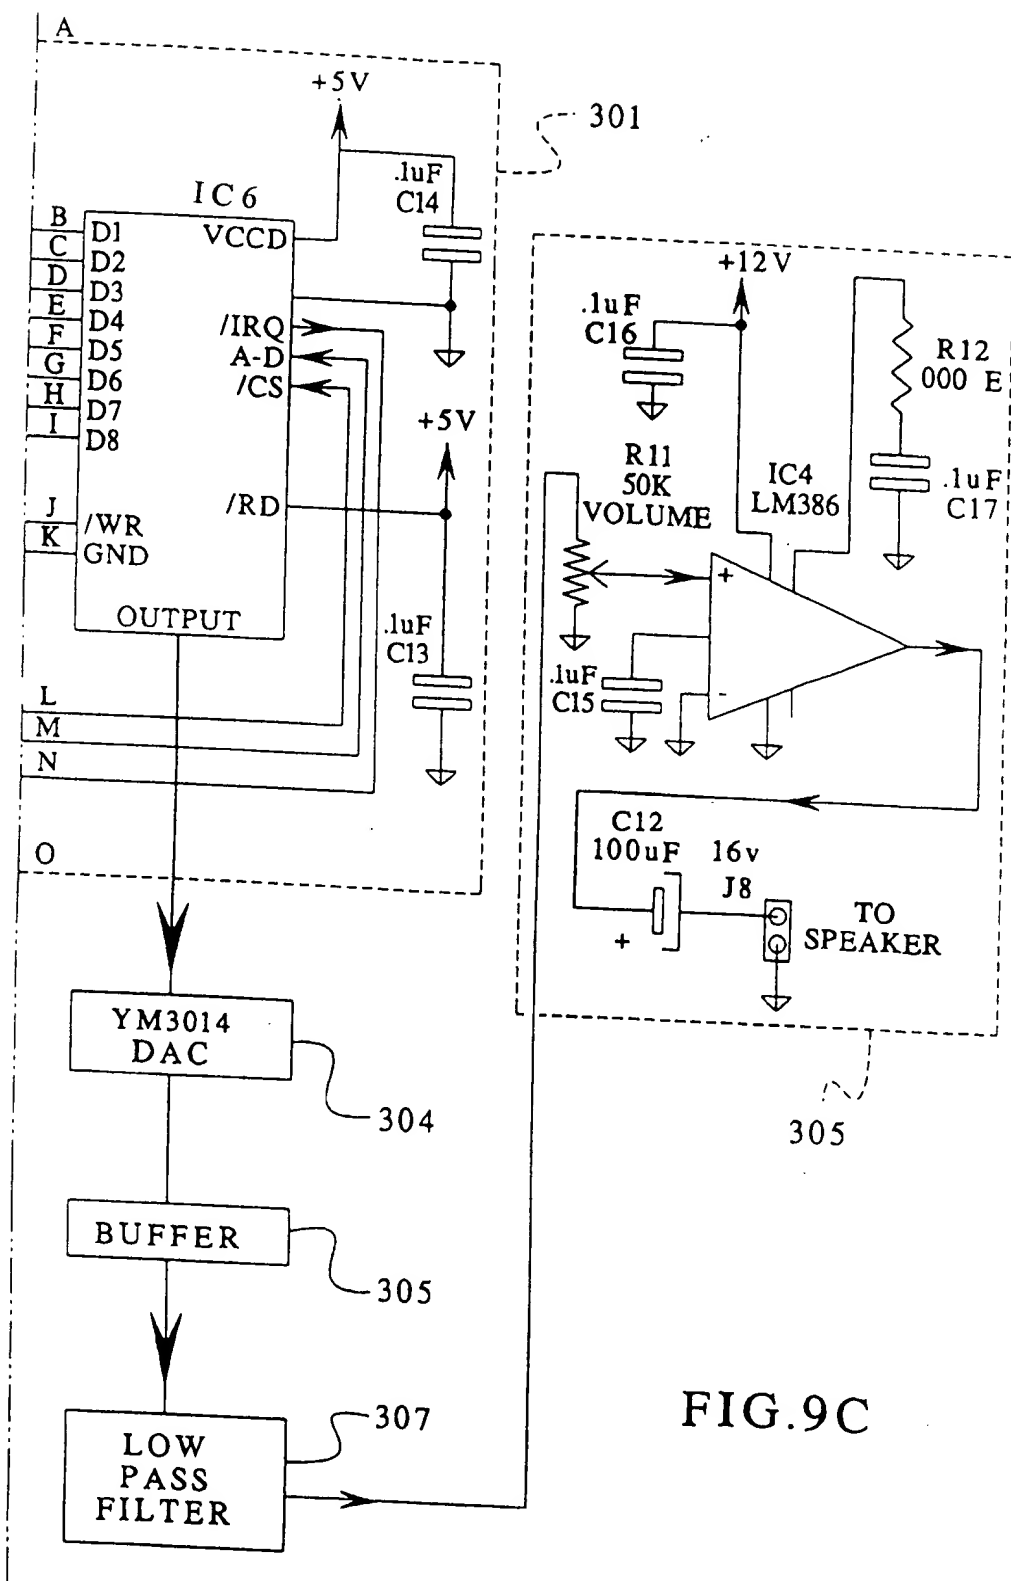 A
+5V
301
.1uF
C14
IC6
B
C
D
E
F
G
H
I
D1
D2
D3
D4
D5
D6
D7
D8
VCCD
/IRQ
A-D
/CS
+5V
/RD
J
K
/WR
GND
OUTPUT
.1uF
C13
L
M
N
O
+12V
.1uF
C16
R12
000 E
R11
50K
VOLUME
IC4
LM386
.1uF
C17
+
-
.1uF
C15
C12
100uF
16v
J8
+
TO
SPEAKER
305
YM3014
DAC
304
BUFFER
305
307
LOW
PASS
FILTER
FIG.9C